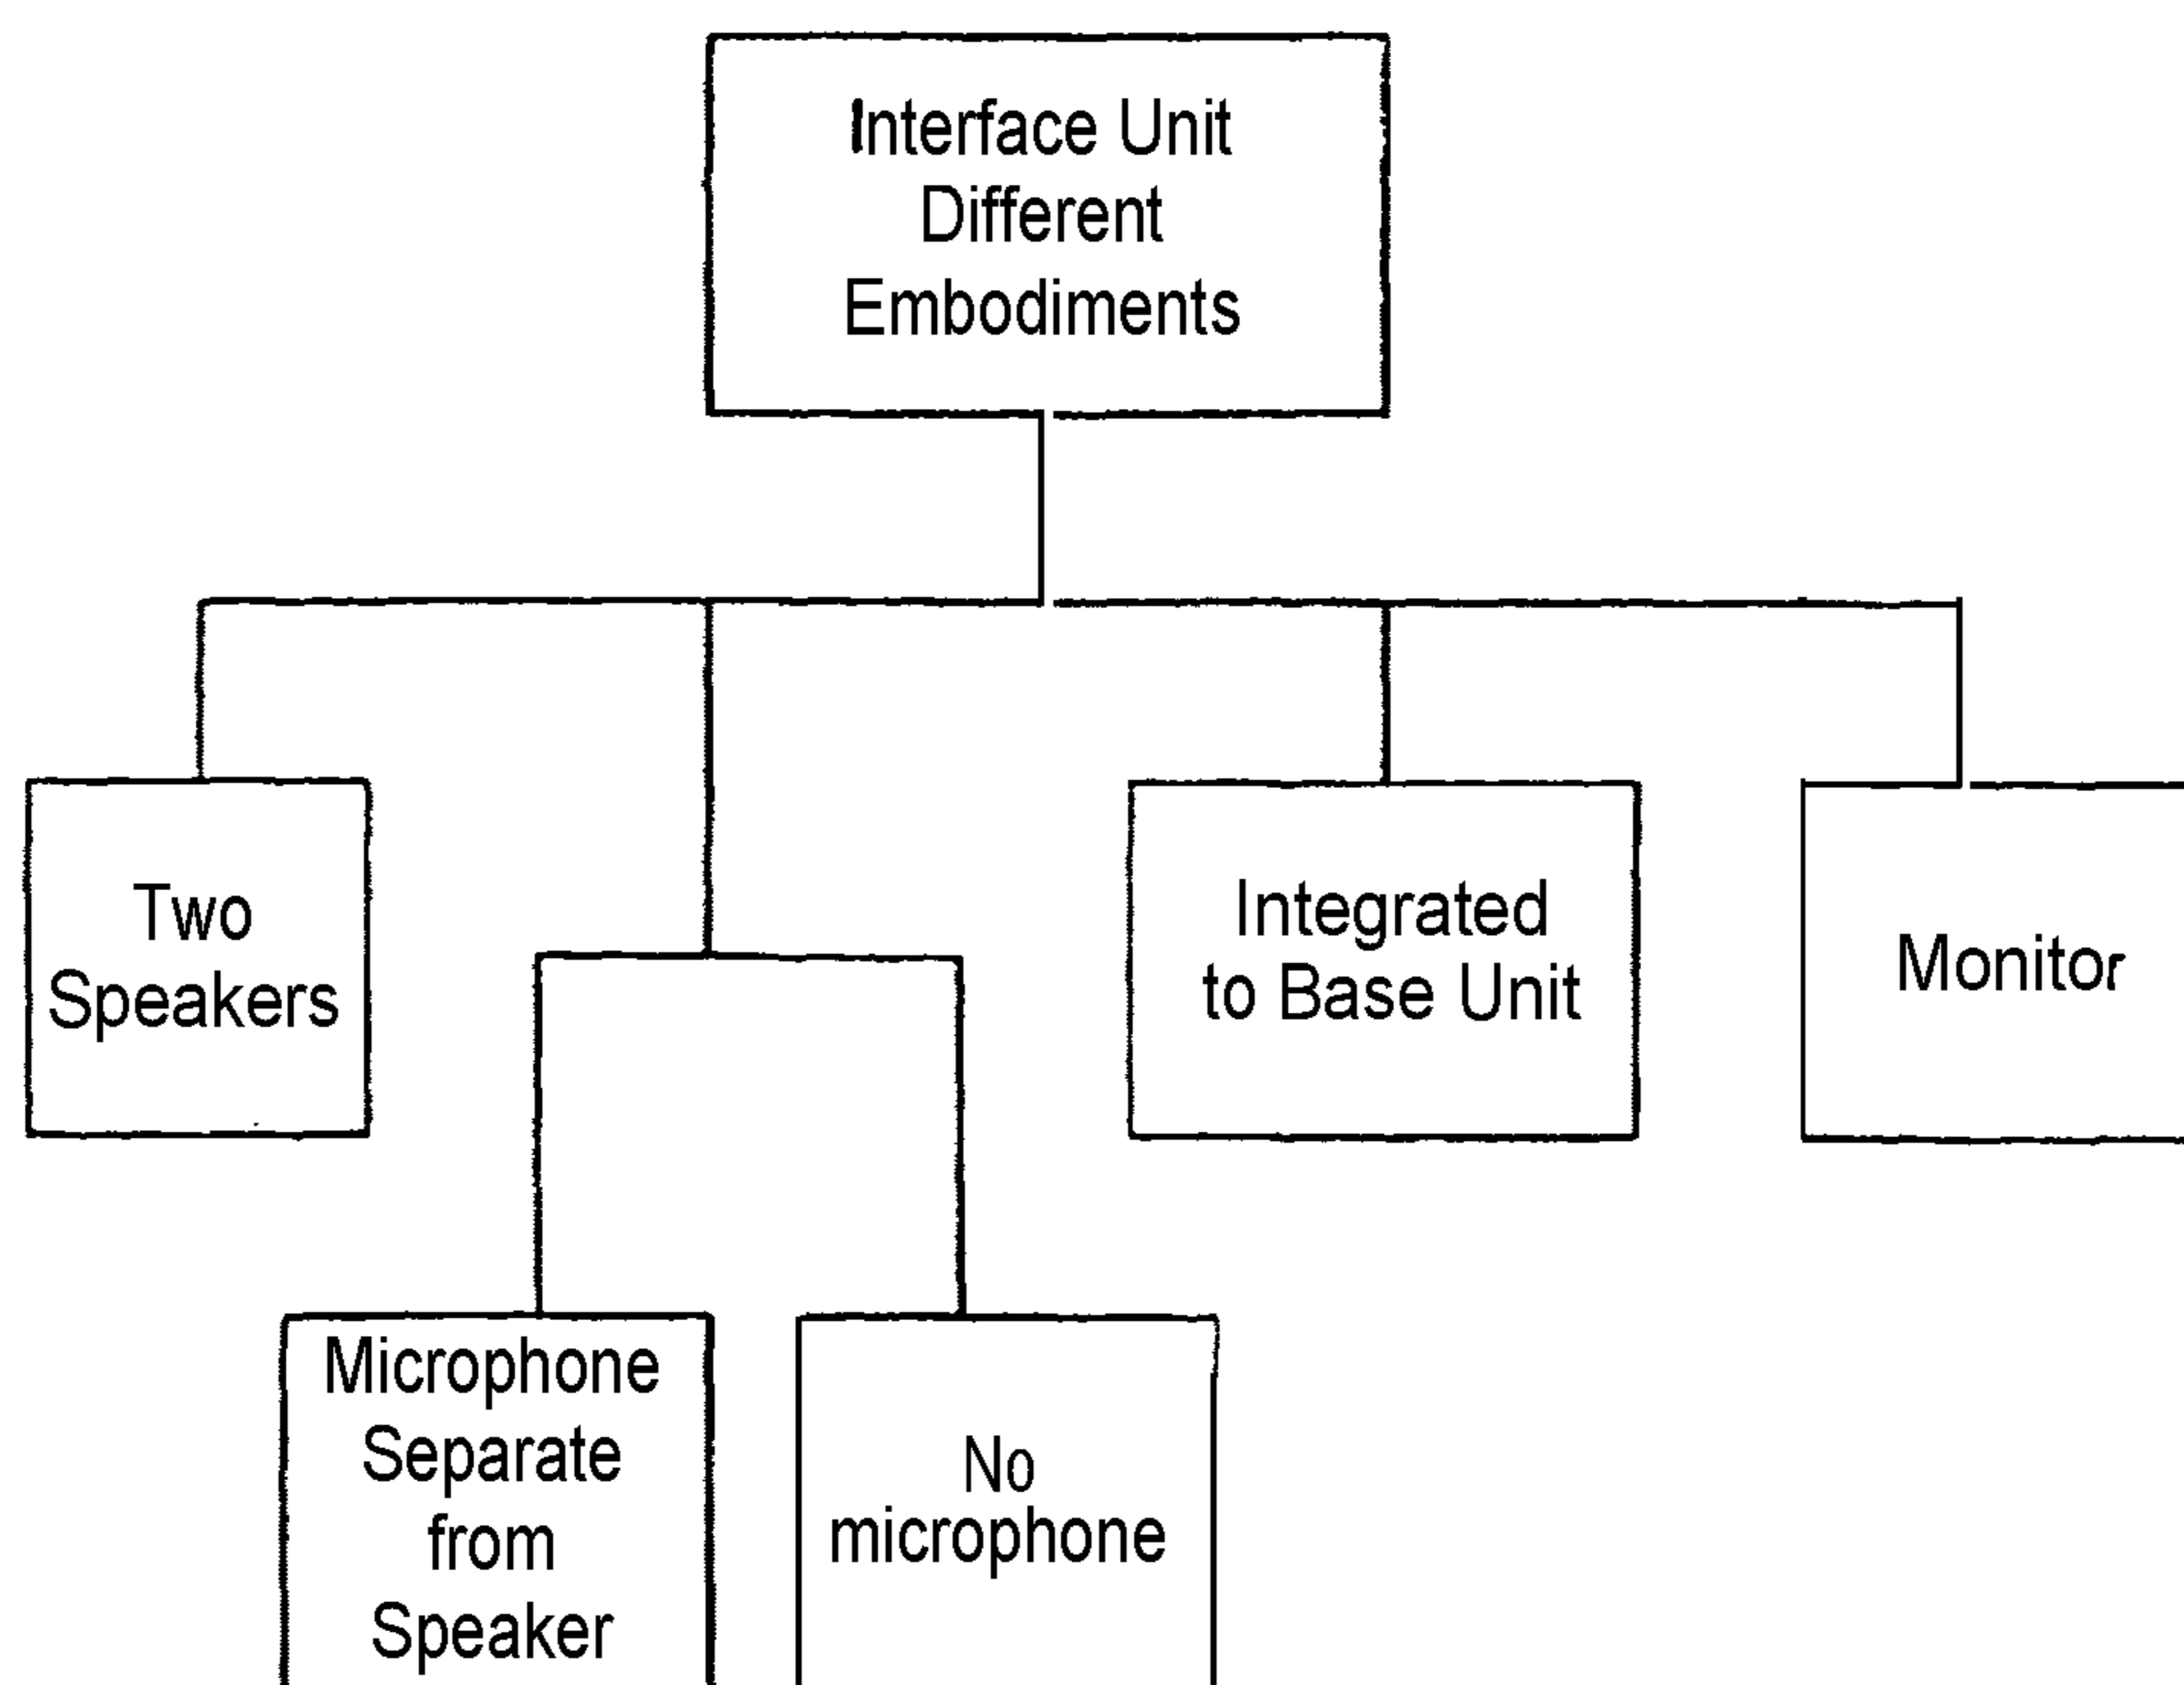 Interface Unit
Different
Embodiments
Two
Speakers
Integrated
to Base Unit
Monitor
Microphone
Separate
from
Speaker
No
microphone